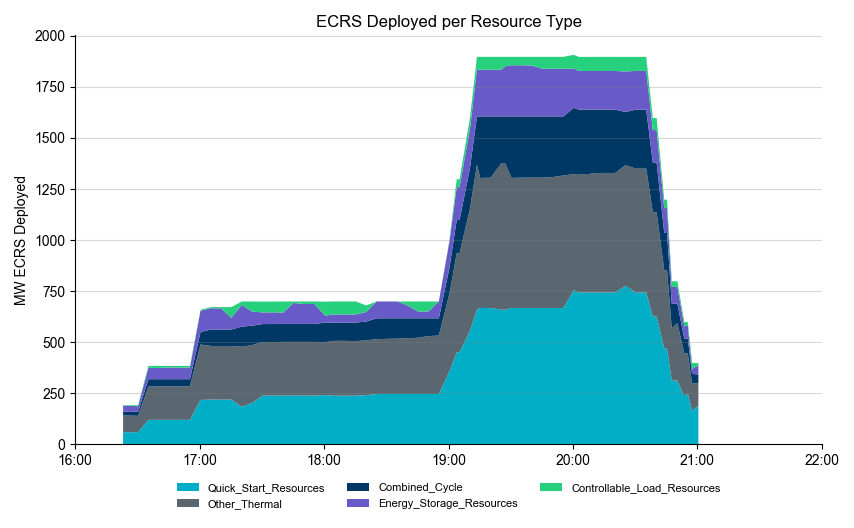 ECRS Deployed per Resource Type
MW ECRS Deployed
2000
1750
1500
1250
1000
750
500
250
0
16:00 17:00 18:00 19:00 20:00 21:00 22:00
Quick_Start_Resources Combined_Cycle Controllable_Load_Resources
Other_Thermal Energy_Storage_Resources